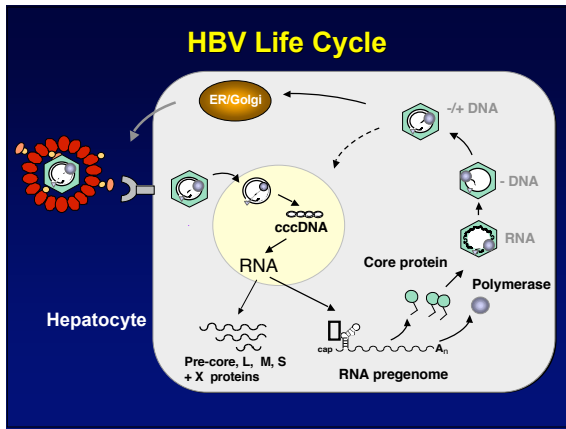 HBV Life Cycle
ER/Golgi
-/+ DNA
- DNA
cccDNA
RNA
RNA
Core protein
Polymerase
Hepatocyte
cap
An
Pre-core, L, M, S
+ X proteins
RNA pregenome